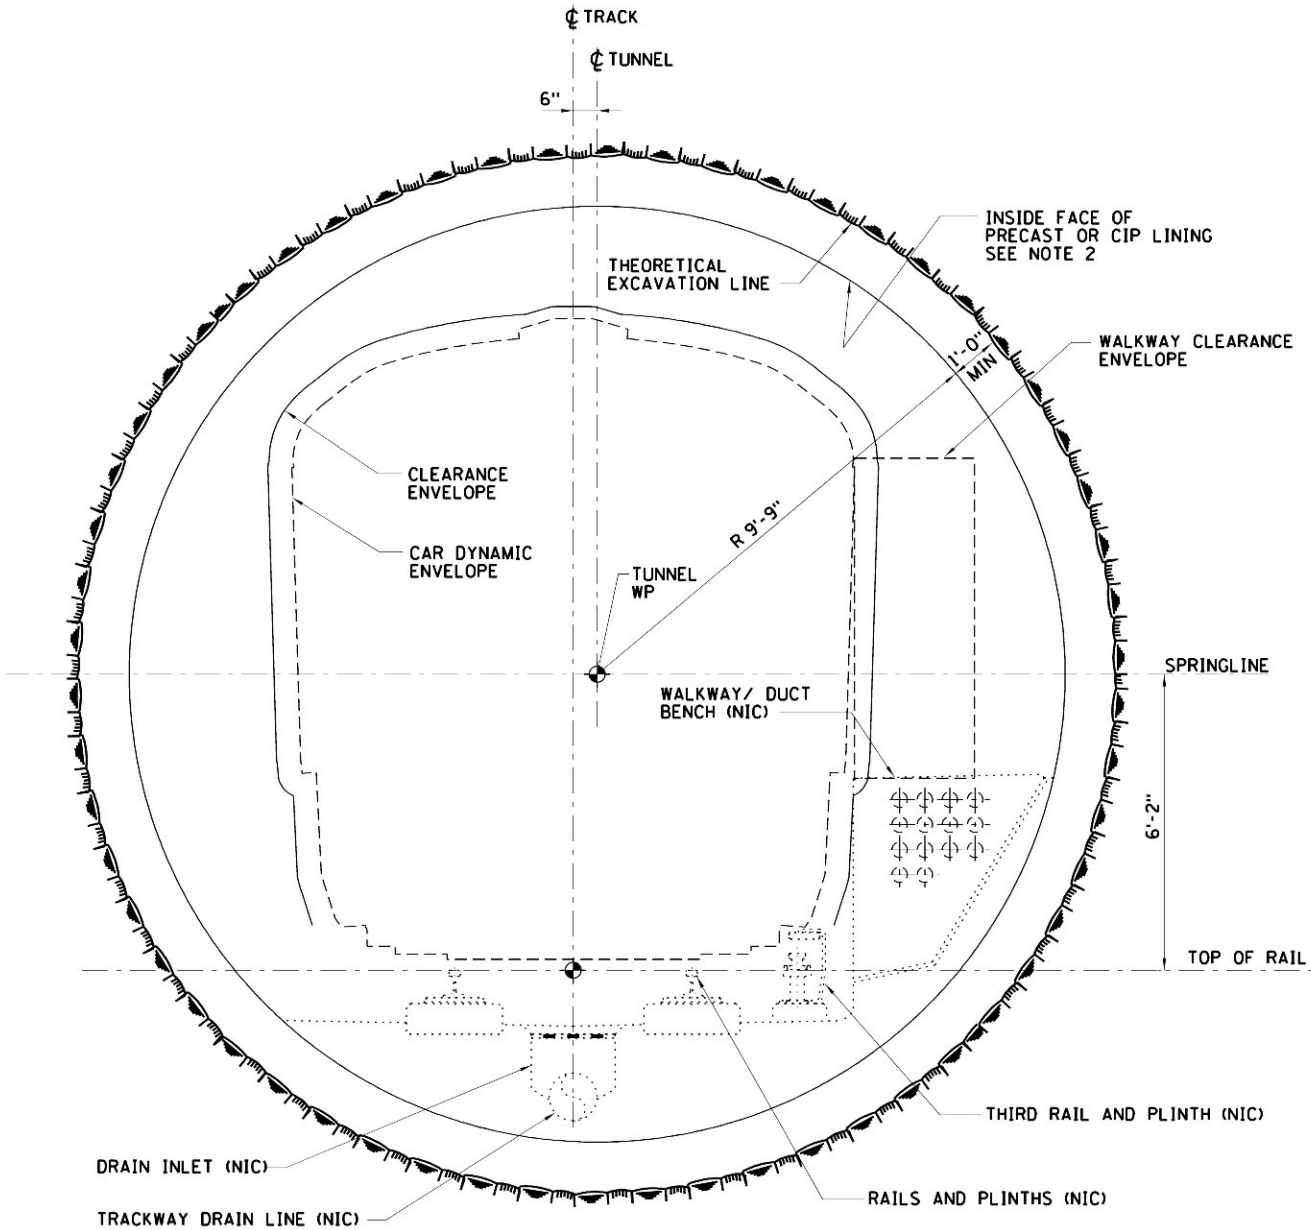 ℄ TRACK
℄ TUNNEL
6"
INSIDE FACE OF
PRECAST OR CIP LINING
SEE NOTE 2
THEORETICAL
EXCAVATION LINE
1'-0"
MIN
WALKWAY CLEARANCE
ENVELOPE
CLEARANCE
ENVELOPE
R 9'-9"
CAR DYNAMIC
ENVELOPE
TUNNEL
WP
SPRINGLINE
WALKWAY/ DUCT
BENCH (NIC)
6'-2"
TOP OF RAIL
THIRD RAIL AND PLINTH (NIC)
DRAIN INLET (NIC)
RAILS AND PLINTHS (NIC)
TRACKWAY DRAIN LINE (NIC)